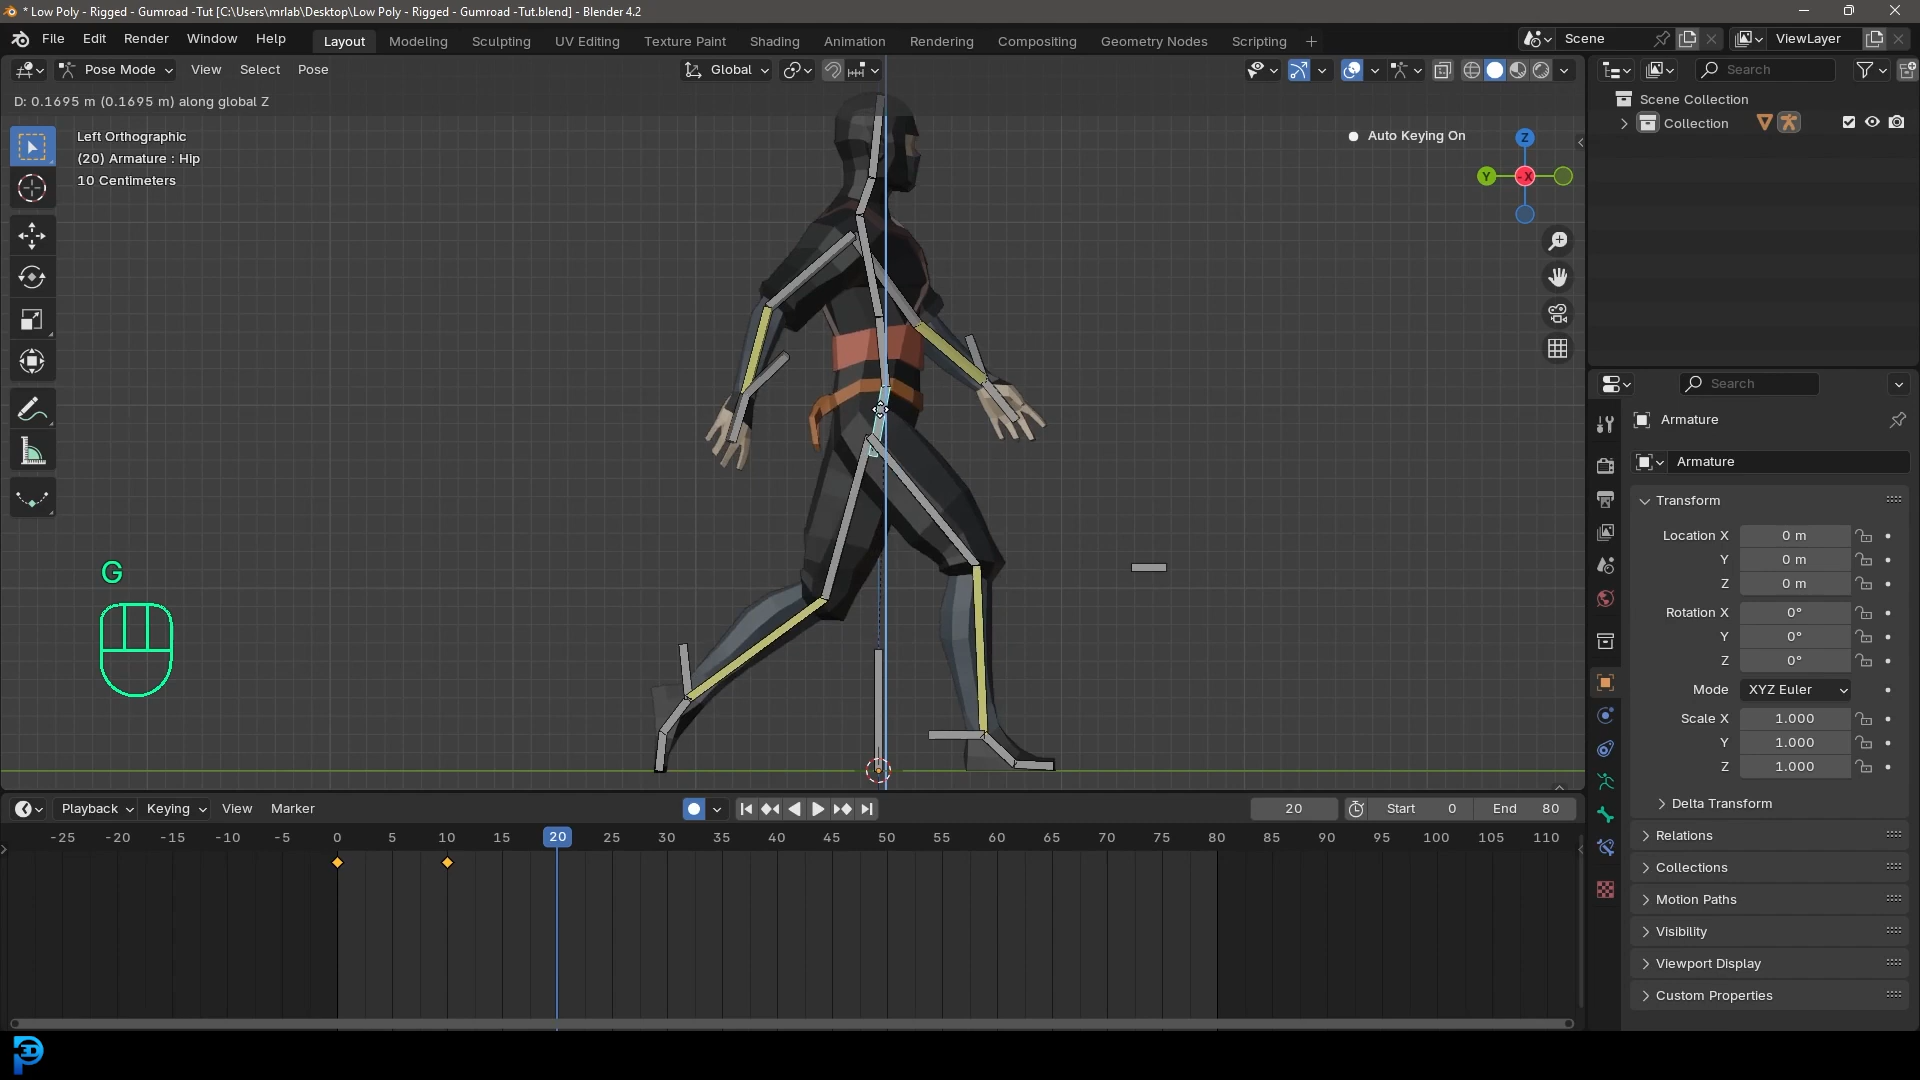 * Low Poly - Rigged - Gumroad -Tut [C:\Users\mrlab\Desktop\Low Poly - Rigged - Gumroad -Tut.blend] - Blender 4.2
File Edit Render Window Help Layout Modeling Sculpting UV Editing Texture Paint Shading Animation Rendering Compositing Geometry Nodes Scripting + Scene ViewLayer
Pose Mode View Select Pose Global Search
D: 0.1695 m (0.1695 m) along global Z
Scene Collection
Collection
Left Orthographic
(20) Armature : Hip
10 Centimeters
Auto Keying On
Z
Y
-X
Search
Armature
Armature
Transform
Location X 0 m
Y 0 m
Z 0 m
Rotation X 0°
Y 0°
Z 0°
Mode XYZ Euler
Scale X 1.000
Y 1.000
Z 1.000
Delta Transform
Relations
Collections
Motion Paths
Visibility
Viewport Display
Custom Properties
G
Playback Keying View Marker 20 Start 0 End 80
-25 -20 -15 -10 -5 0 5 10 15 20 25 30 35 40 45 50 55 60 65 70 75 80 85 90 95 100 105 110
3D